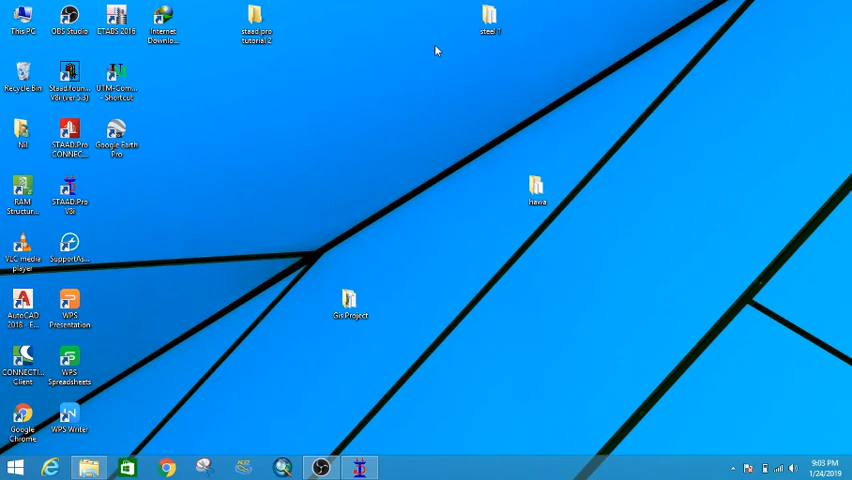 This PC
OBS Studio
ETABS 2016
Internet
Downlo...
staad pro
tutorial 2
steel 1
Recycle Bin
Staad.foun...
V8i (ver 5.3)
UTM-Com...
- Shortcut
Nil
STAAD.Pro
CONNEC...
Google Earth
Pro
RAM
Structur...
STAAD.Pro
V8i
hawa
VLC media
player
SupportAs...
AutoCAD
2018 - E...
WPS
Presentation
Gis Project
CONNECTI...
Client
WPS
Spreadsheets
Google
Chrome
WPS Writer
9:03 PM
1/24/2019